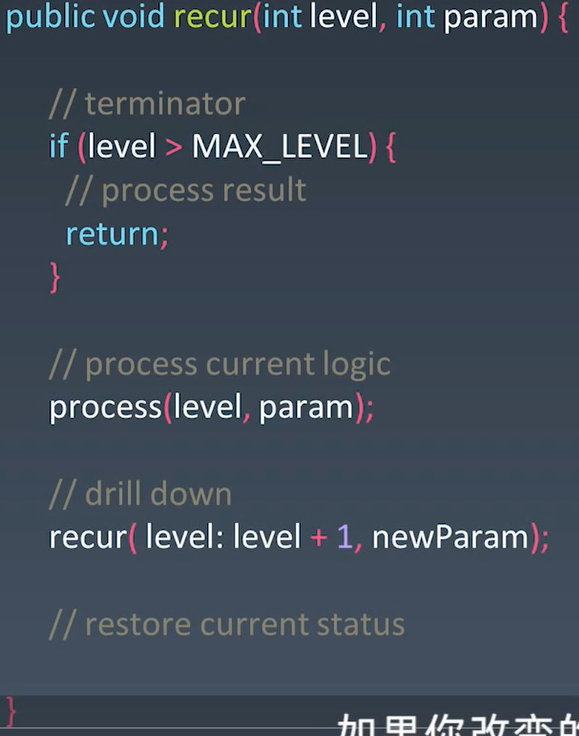 public void recur(int level, int param) {
// terminator
if (level > MAX_LEVEL) {
// process result
return;
}
// process current logic
process(level, param);
// drill down
recur( level: level + 1, newParam);
// restore current status
}
如果你改变的